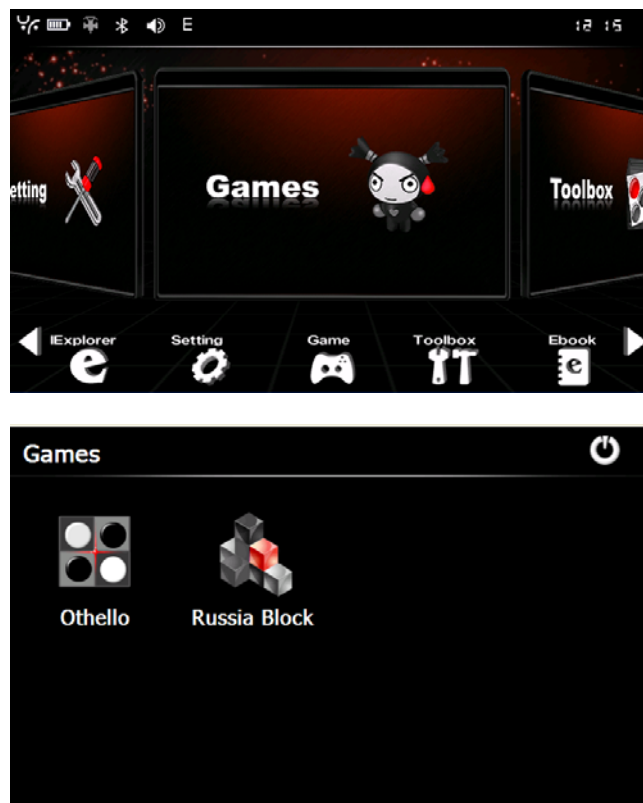 E 12 15
etting Games Toolbox
IExplorer Setting Game Toolbox Ebook
Games
Othello Russia Block